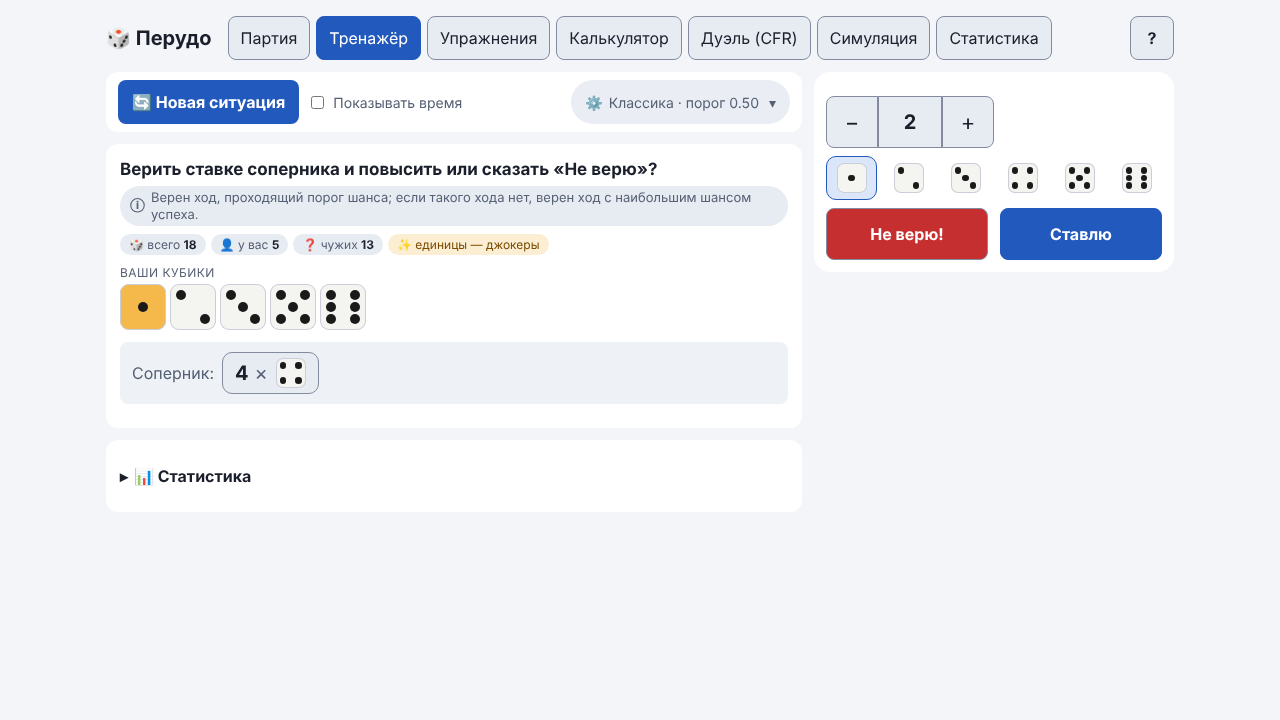 🎲 Перудо
Партия
Тренажёр
Упражнения
Калькулятор
Дуэль (CFR)
Симуляция
Статистика
?
🔄 Новая ситуация
Показывать время
⚙️ Классика · порог 0.50 ▾
− 2 +
Верить ставке соперника и повысить или сказать «Не верю»?
ⓘ Верен ход, проходящий порог шанса; если такого хода нет, верен ход с наибольшим шансом
успеха.
🎲 всего 18 👤 у вас 5 ❓ чужих 13 ✨ единицы — джокеры
Не верю!
Ставлю
ВАШИ КУБИКИ
Соперник: 4 ×
▸ 📊 Статистика